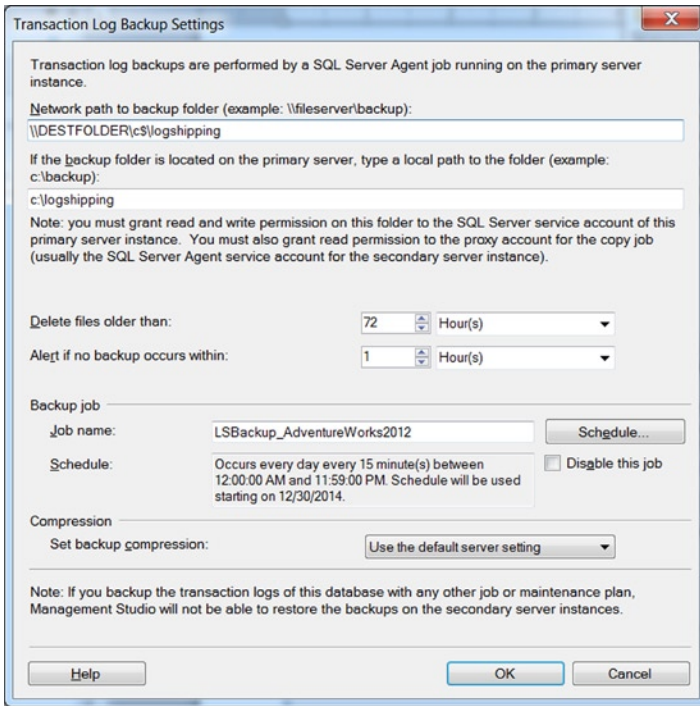 Transaction Log Backup Settings
Transaction log backups are performed by a SQL Server Agent job running on the primary server
instance.
Network path to backup folder (example: \\fileserver\backup):
\\DESTFOLDER\c$\logshipping
If the backup folder is located on the primary server, type a local path to the folder (example:
c:\backup):
c:\logshipping
Note: you must grant read and write permission on this folder to the SQL Server service account of this
primary server instance. You must also grant read permission to the proxy account for the copy job
(usually the SQL Server Agent service account for the secondary server instance).
Delete files older than: 72 Hour(s)
Alert if no backup occurs within: 1 Hour(s)
Backup job
Job name: LSBackup_AdventureWorks2012 Schedule...
Schedule: Occurs every day every 15 minute(s) between Disable this job
12:00:00 AM and 11:59:00 PM. Schedule will be used
starting on 12/30/2014.
Compression
Set backup compression: Use the default server setting
Note: If you backup the transaction logs of this database with any other job or maintenance plan,
Management Studio will not be able to restore the backups on the secondary server instances.
Help OK Cancel